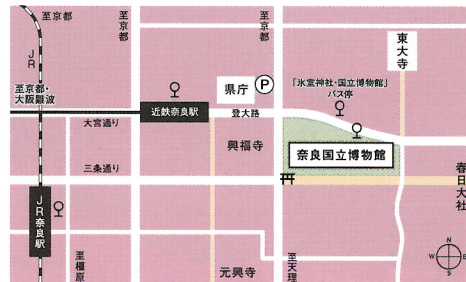 至京都
至京都
至京都
JR
至京都・
大阪難波
県庁
P
「氷室神社・国立博物館」
バス停
東大寺
近鉄奈良駅
登大路
大宮通り
興福寺
奈良国立博物館
三条通り
春日大社
JR奈良駅
至橿原
元興寺
至天理
N
W
E
S